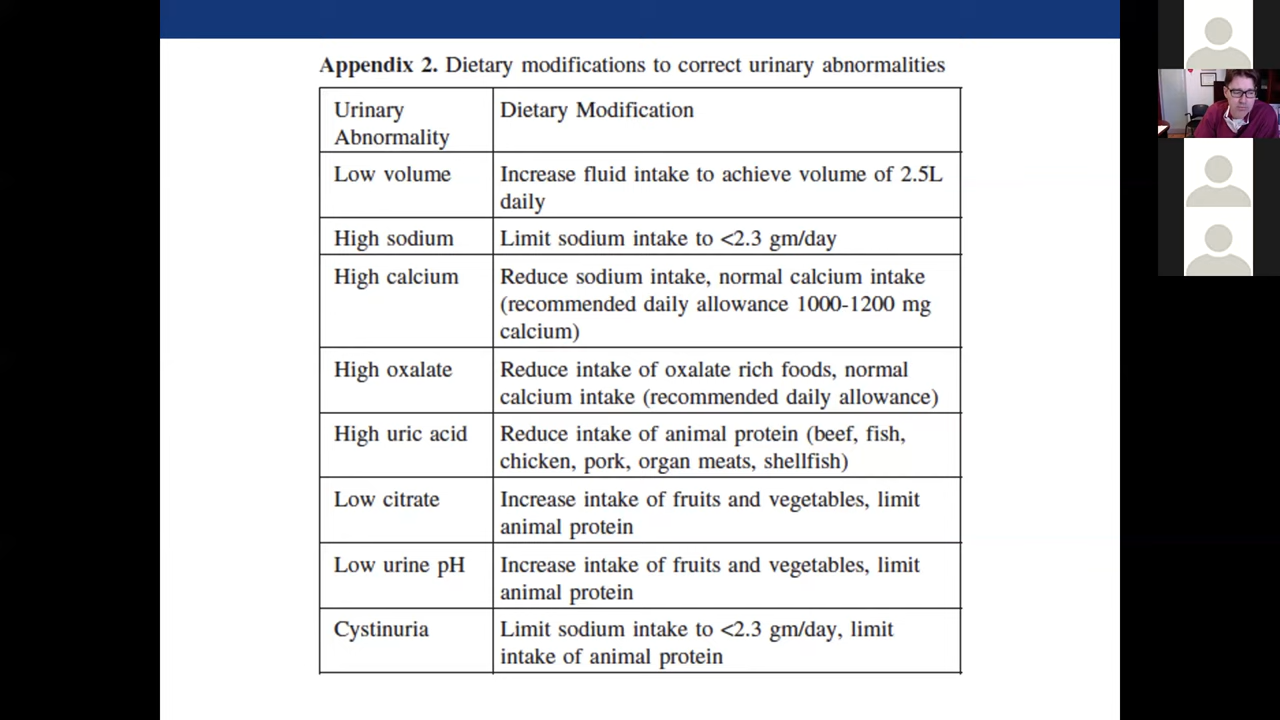 Appendix 2. Dietary modifications to correct urinary abnormalities
Urinary
Abnormality
Dietary Modification
Low volume
Increase fluid intake to achieve volume of 2.5L
daily
High sodium
Limit sodium intake to <2.3 gm/day
High calcium
Reduce sodium intake, normal calcium intake
(recommended daily allowance 1000-1200 mg
calcium)
High oxalate
Reduce intake of oxalate rich foods, normal
calcium intake (recommended daily allowance)
High uric acid
Reduce intake of animal protein (beef, fish,
chicken, pork, organ meats, shellfish)
Low citrate
Increase intake of fruits and vegetables, limit
animal protein
Low urine pH
Increase intake of fruits and vegetables, limit
animal protein
Cystinuria
Limit sodium intake to <2.3 gm/day, limit
intake of animal protein